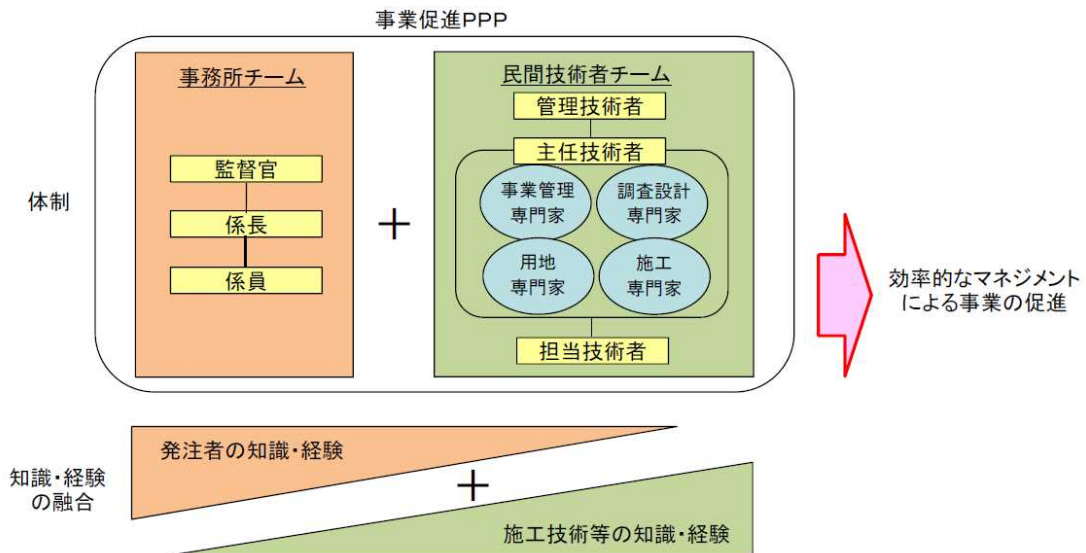 事業促進PPP
体制
事務所チーム
監督官
係長
係員
+
民間技術者チーム
管理技術者
主任技術者
事業管理
専門家
調査設計
専門家
用地
専門家
施工
専門家
担当技術者
効率的なマネジメント
による事業の促進
知識・経験
の融合
発注者の知識・経験
+
施工技術等の知識・経験